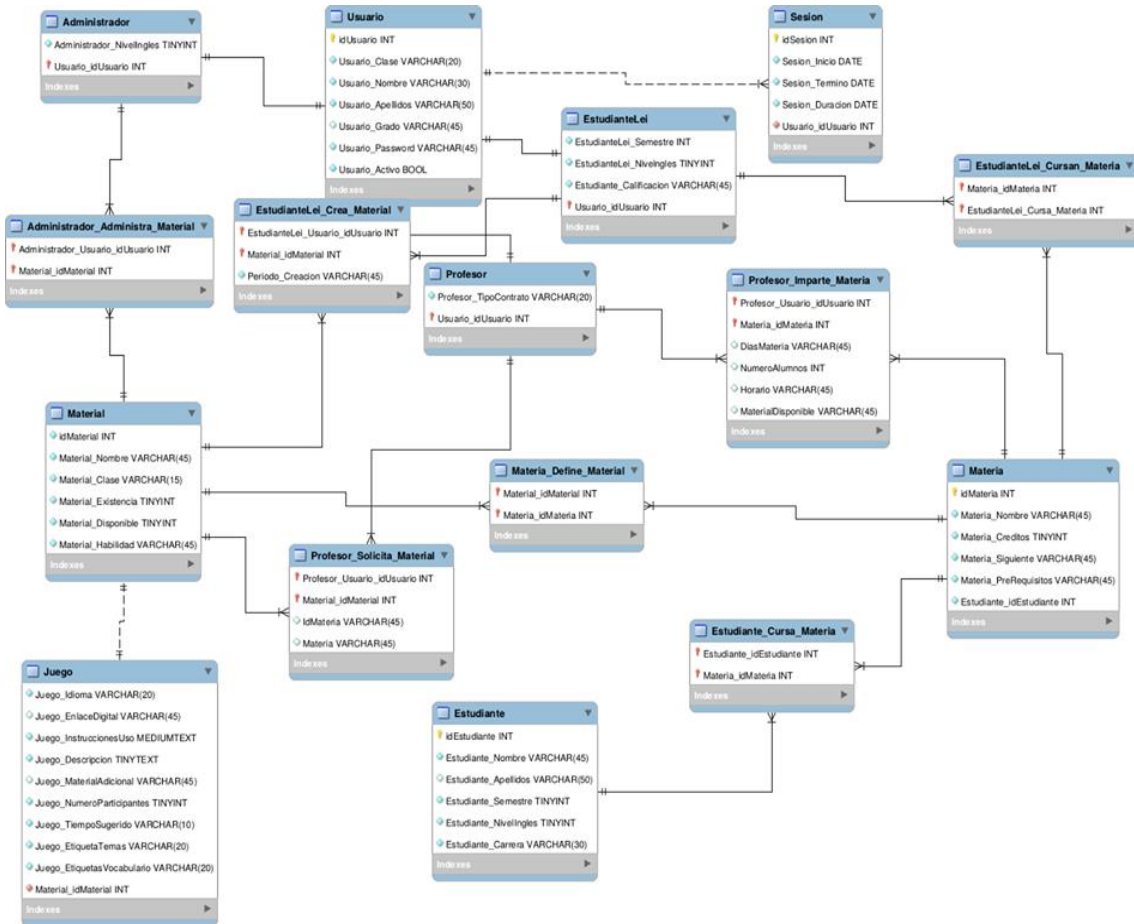 Administrador
Administrador_NivelIngles TINYINT
Usuario_idUsuario INT
Indexes
Usuario
idUsuario INT
Usuario_Clase VARCHAR(20)
Usuario_Nombre VARCHAR(30)
Usuario_Apellidos VARCHAR(50)
Usuario_Grado VARCHAR(45)
Usuario_Password VARCHAR(45)
Usuario_Activo BOOL
Indexes
Sesion
idSesion INT
Sesion_Inicio DATE
Sesion_Termino DATE
Sesion_Duracion DATE
Usuario_idUsuario INT
Indexes
EstudianteLei
EstudianteLei_Semestre INT
EstudianteLei_NivelIngles TINYINT
Estudiante_Calificacion VARCHAR(45)
Usuario_idUsuario INT
Indexes
EstudianteLei_Cursan_Materia
Materia_idMateria INT
EstudianteLei_Cursa_Materia INT
Indexes
Administrador_Administra_Material
Administrador_Usuario_idUsuario INT
Material_idMaterial INT
Indexes
EstudianteLei_Crea_Material
EstudianteLei_Usuario_idUsuario INT
Material_idMaterial INT
Periodo_Creacion VARCHAR(45)
Indexes
Profesor
Profesor_TipoContrato VARCHAR(20)
Usuario_idUsuario INT
Indexes
Profesor_Imparte_Materia
Profesor_Usuario_idUsuario INT
Materia_idMateria INT
DiasMateria VARCHAR(45)
NumeroAlumnos INT
Horario VARCHAR(45)
MaterialDisponible VARCHAR(45)
Indexes
Material
idMaterial INT
Material_Nombre VARCHAR(45)
Material_Clase VARCHAR(15)
Material_Existencia TINYINT
Material_Disponible TINYINT
Material_Habilidad VARCHAR(45)
Indexes
Materia_Define_Material
Material_idMaterial INT
Materia_idMateria INT
Indexes
Materia
idMateria INT
Materia_Nombre VARCHAR(45)
Materia_Creditos TINYINT
Materia_Siguiente VARCHAR(45)
Materia_PreRequisitos VARCHAR(45)
Estudiante_idEstudiante INT
Indexes
Profesor_Solicita_Material
Profesor_Usuario_idUsuario INT
Material_idMaterial INT
IdMateria VARCHAR(45)
Materia VARCHAR(45)
Indexes
Estudiante_Cursa_Materia
Estudiante_idEstudiante INT
Materia_idMateria INT
Indexes
Juego
Juego_Idioma VARCHAR(20)
Juego_EnlaceDigital VARCHAR(45)
Juego_InstruccionesUso MEDIUMTEXT
Juego_Descripcion TINYTEXT
Juego_MaterialAdicional VARCHAR(45)
Juego_NumeroParticipantes TINYINT
Juego_TiempoSugerido VARCHAR(10)
Juego_EtiquetaTemas VARCHAR(20)
Juego_EtiquetasVocabulario VARCHAR(20)
Material_idMaterial INT
Indexes
Estudiante
idEstudiante INT
Estudiante_Nombre VARCHAR(45)
Estudiante_Apellidos VARCHAR(50)
Estudiante_Semestre TINYINT
Estudiante_NivelIngles TINYINT
Estudiante_Carrera VARCHAR(30)
Indexes